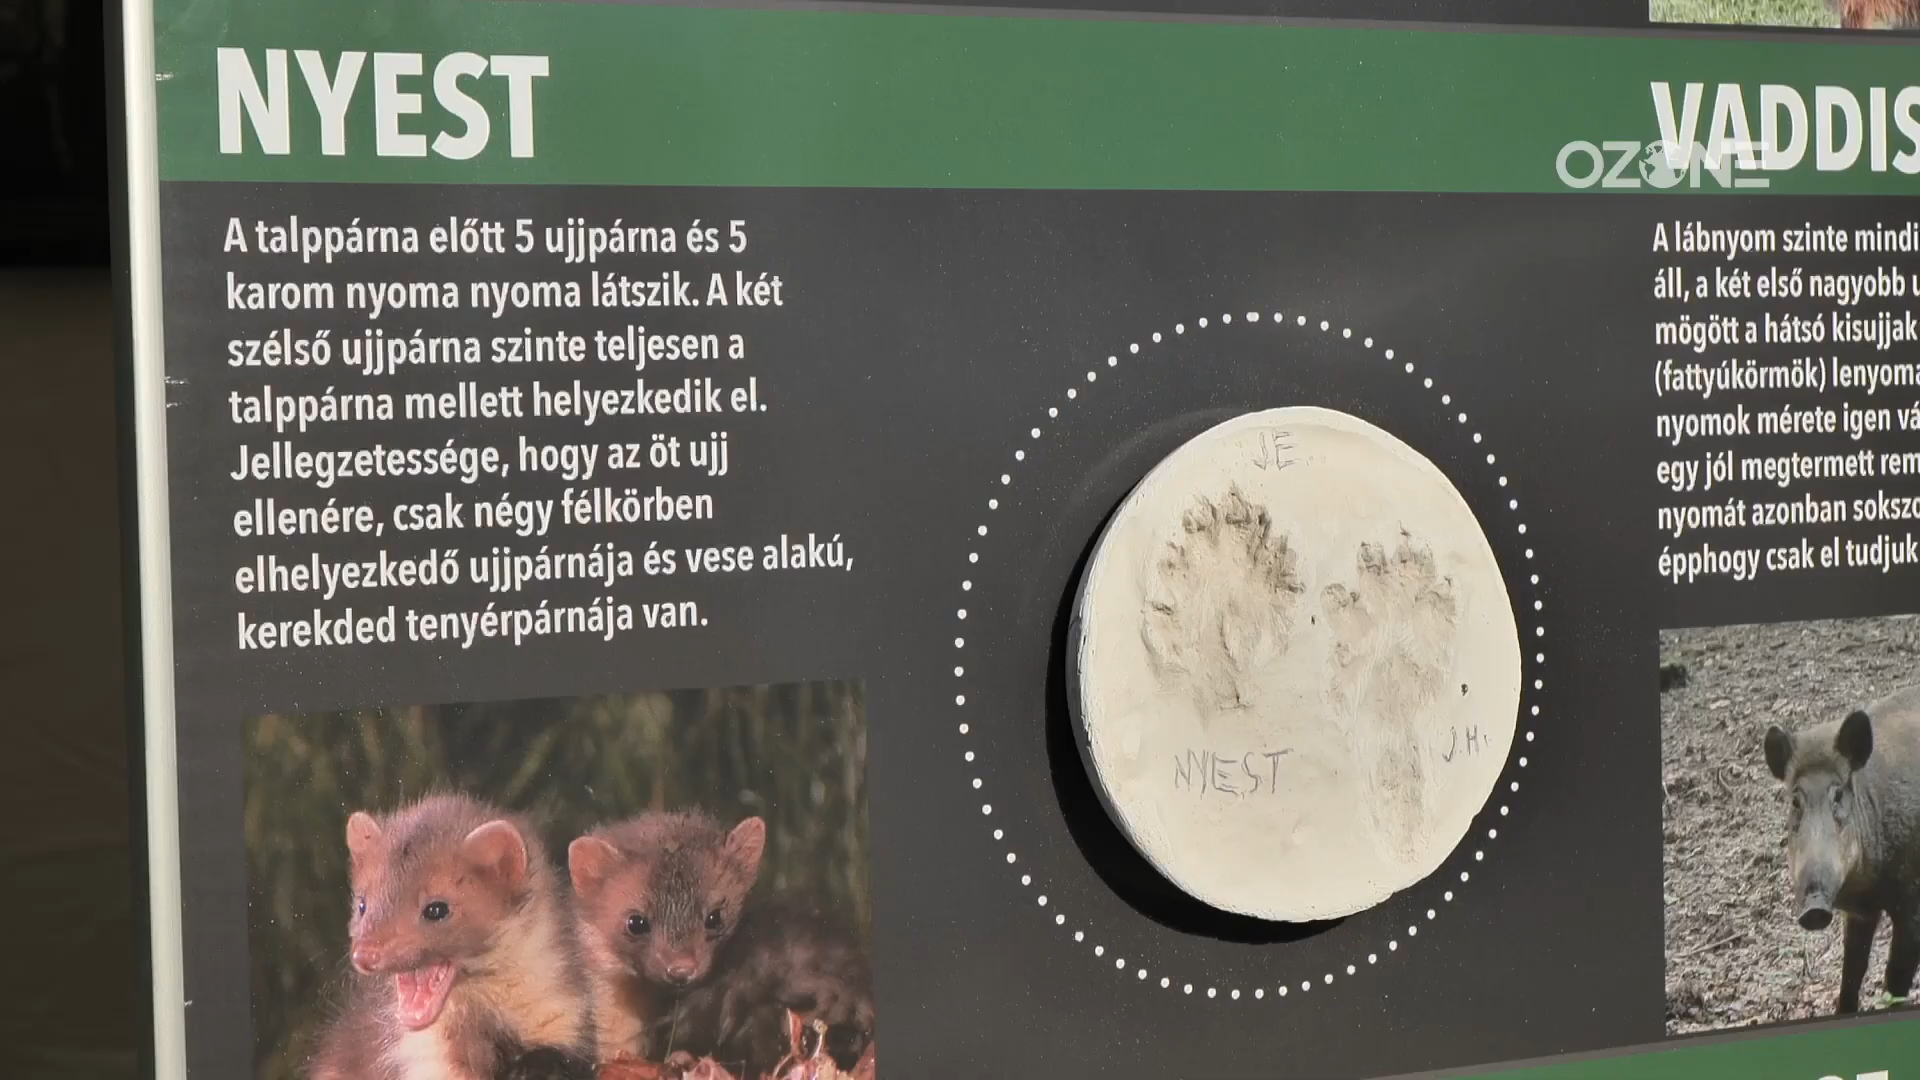 NYEST
A talppárna előtt 5 ujjpárna és 5
karom nyoma nyoma látszik. A két
szélső ujjpárna szinte teljesen a
talppárna mellett helyezkedik el.
Jellegzetessége, hogy az öt ujj
ellenére, csak négy félkörben
elhelyezkedő ujjpárnája és vese alakú,
kerekded tenyérpárnája van.
JE
NYEST
J.H.
OZONE
VADDIS
A lábnyom szinte mindi
áll, a két első nagyobb u
mögött a hátsó kisujjak
(fattyúkörmök) lenyoma
nyomok mérete igen vá
egy jól megtermett rem
nyomát azonban sokszo
épphogy csak el tudjuk